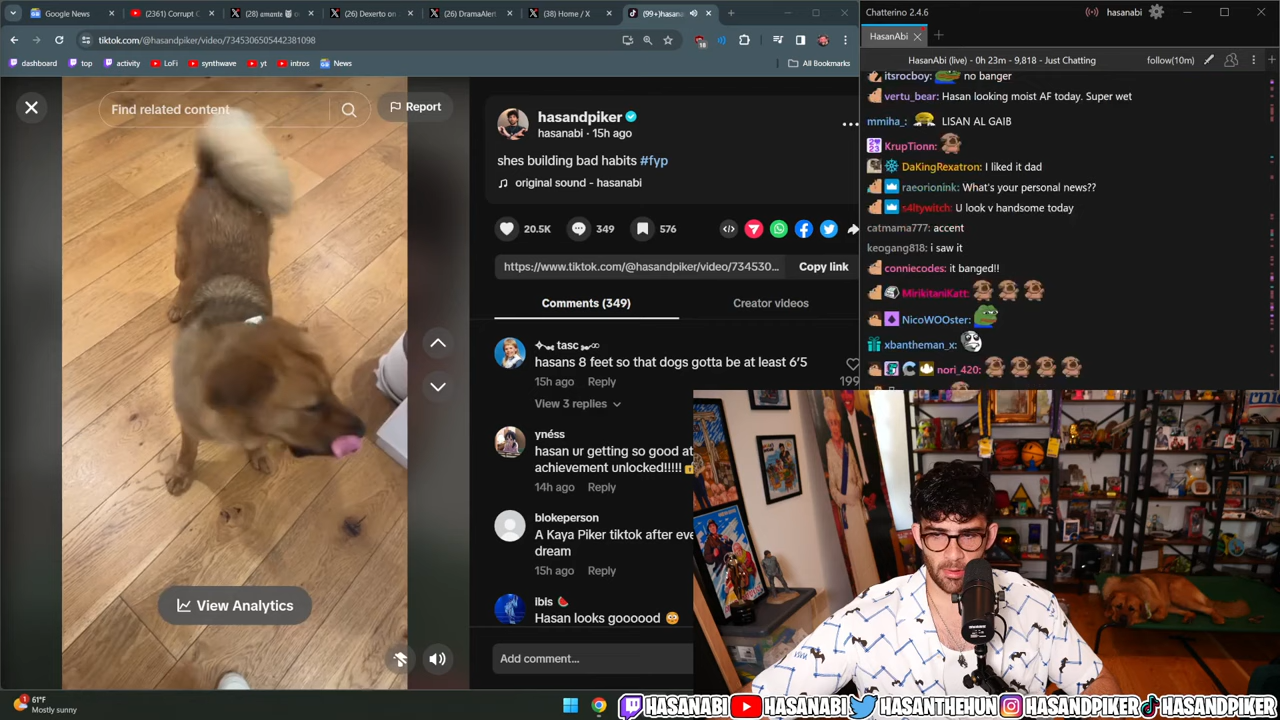 Google News
(2361) Corrupt C
(28) amante
(26) Dexerto on
(26) DramaAlert
(38) Home / X
(99+)hasana
tiktok.com/@hasandpiker/video/7345306505442381098
18
dashboard
top
activity
LoFi
synthwave
yt
intros
News
All Bookmarks
Find related content
Report
View Analytics
hasandpiker
hasanabi · 15h ago
shes building bad habits #fyp
original sound - hasanabi
20.5K
349
576
https://www.tiktok.com/@hasandpiker/video/734530...
Copy link
Comments (349)
Creator videos
tasc
hasans 8 feet so that dogs gotta be at least 6'5
15h ago
Reply
199
View 3 replies
ynéss
hasan ur getting so good at
achievement unlocked!!!!!
14h ago
Reply
blokeperson
A Kaya Piker tiktok after eve
dream
15h ago
Reply
Ibis
Hasan looks goooood
Add comment...
Chatterino 2.4.6
hasanabi
HasanAbi
HasanAbi (live) - 0h 23m - 9,818 - Just Chatting
follow(10m)
itsrocboy: no banger
vertu_bear: Hasan looking moist AF today. Super wet
mmiha_: LISAN AL GAIB
KrupTionn:
DaKingRexatron: I liked it dad
raeorionink: What's your personal news??
s4ltywitch: U look v handsome today
catmama777: accent
keogang818: i saw it
conniecodes: it banged!!
MirikitaniKatt:
NicoWOOster:
xbantheman_x:
nori_420:
1
61°F
Mostly sunny
HASANABI
HASANABI
HASANTHEHUN
HASANDPIKER
HASANDPIKER